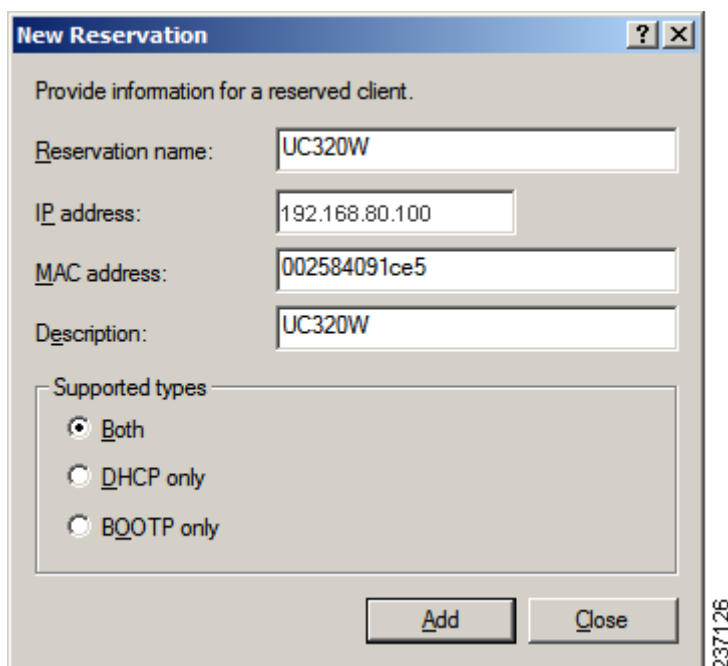 New Reservation
Provide information for a reserved client.
Reservation name: UC320W
IP address: 192.168.80.100
MAC address: 002584091ce5
Description: UC320W
Supported types
Both
DHCP only
BOOTP only
Add Close
237126